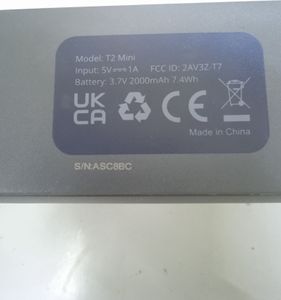 Model: T2 Mini
Input: 5V⎓1A FCC ID: 2AV3Z-T7
Battery: 3.7V 2000mAh 7.4Wh
UK
CA CE
Made in China
S/N:ASC8BC